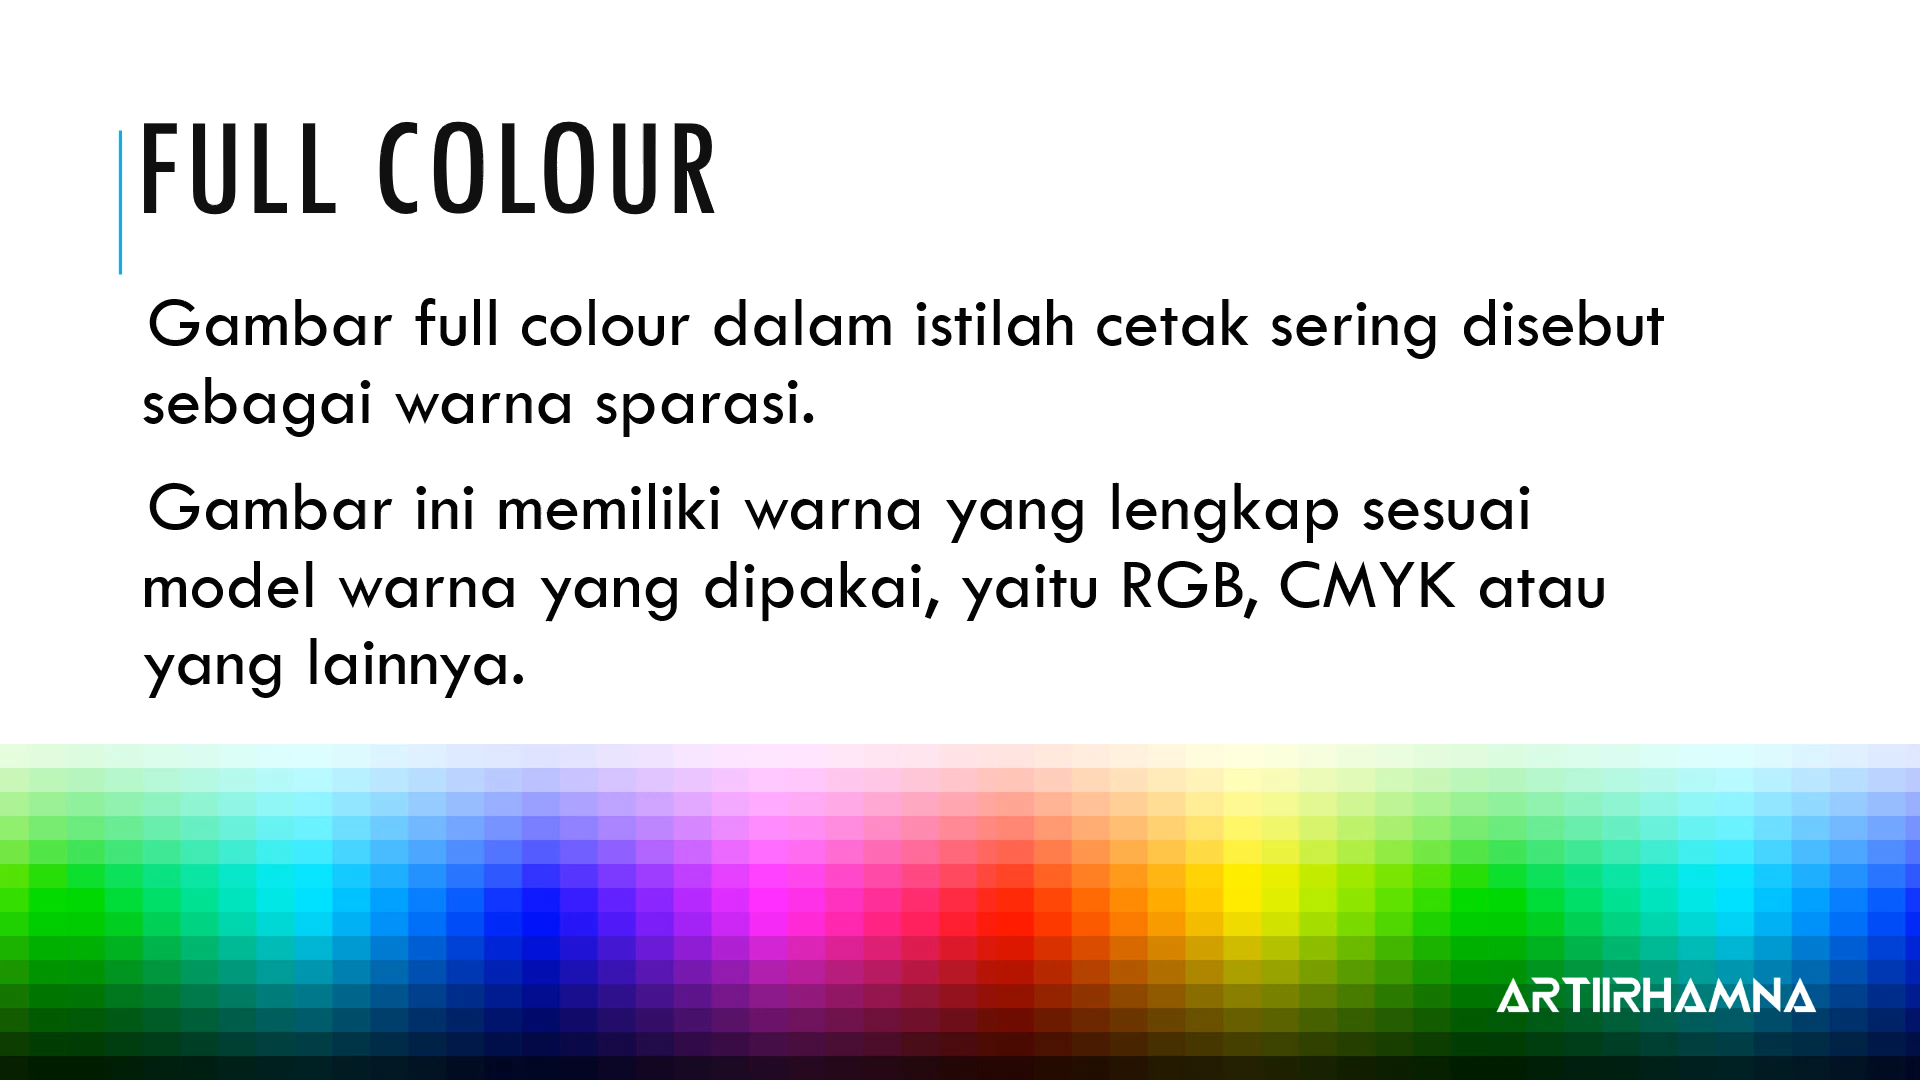 FULL COLOUR
Gambar full colour dalam istilah cetak sering disebut
sebagai warna sparasi.
Gambar ini memiliki warna yang lengkap sesuai
model warna yang dipakai, yaitu RGB, CMYK atau
yang lainnya.
ARTIIRHAMNA